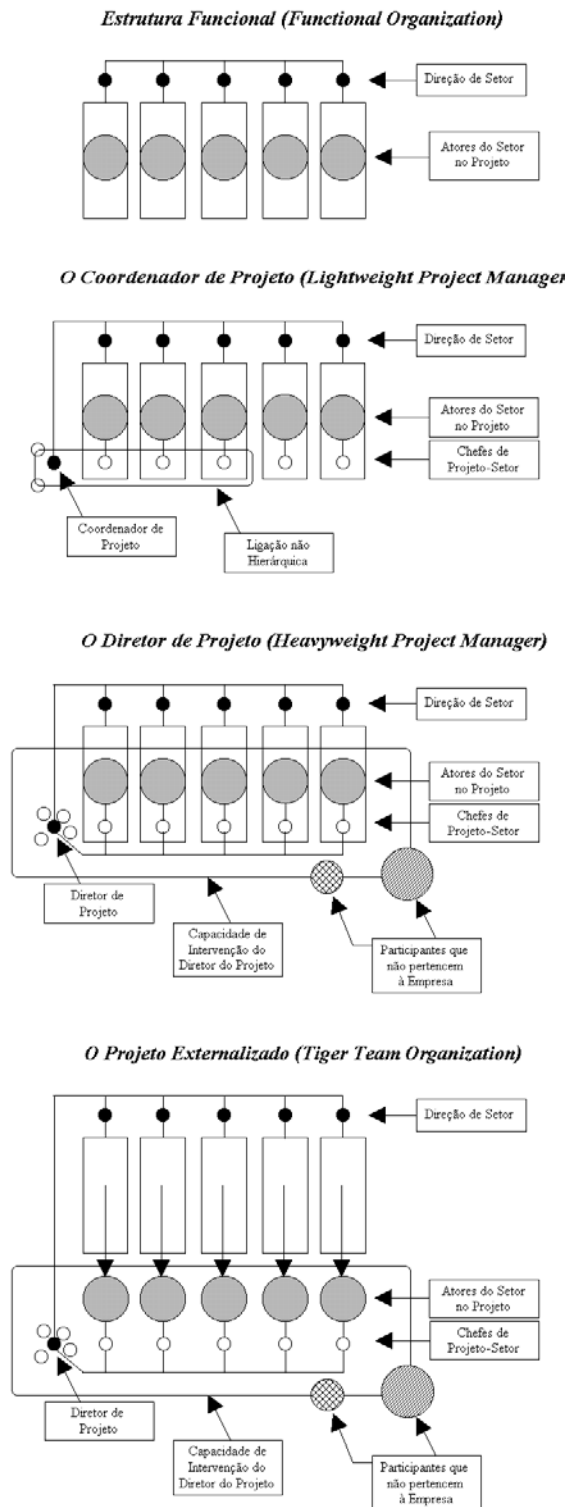 Estrutura Funcional (Functional Organization)
Direção de Setor
Atores do Setor
no Projeto
O Coordenador de Projeto (Lightweight Project Manager
Direção de Setor
Atores do Setor
no Projeto
Chefes de
Projeto-Setor
Coordenador de
Projeto
Ligação não
Hierárquica
O Diretor de Projeto (Heavyweight Project Manager)
Direção de Setor
Atores do Setor
no Projeto
Chefes de
Projeto-Setor
Diretor de
Projeto
Capacidade de
Intervenção do
Diretor do Projeto
Participantes que
não pertencem
à Empresa
O Projeto Externalizado (Tiger Team Organization)
Direção de Setor
Atores do Setor
no Projeto
Chefes de
Projeto-Setor
Diretor de
Projeto
Capacidade de
Intervenção do
Diretor do Projeto
Participantes que
não pertencem
à Empresa